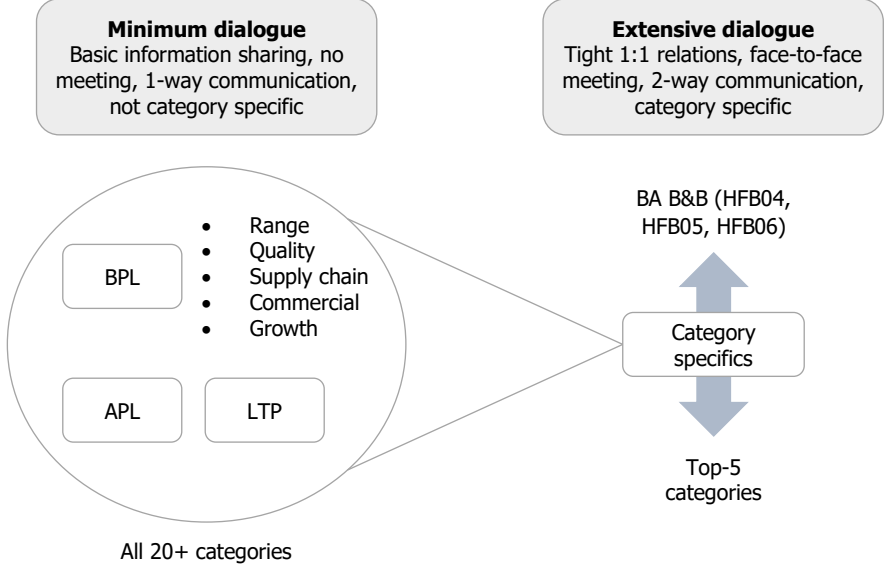 Minimum dialogue
Basic information sharing, no
meeting, 1-way communication,
not category specific
Extensive dialogue
Tight 1:1 relations, face-to-face
meeting, 2-way communication,
category specific
BPL
• Range
• Quality
• Supply chain
• Commercial
• Growth
APL
LTP
All 20+ categories
BA B&B (HFB04,
HFB05, HFB06)
Category
specifics
Top-5
categories